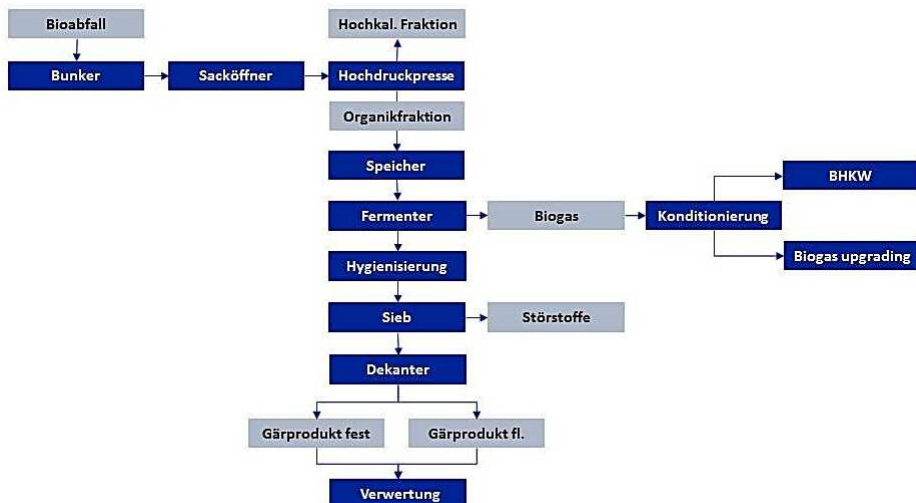 Bioabfall
Hochkal. Fraktion
Bunker
Sacköffner
Hochdruckpresse
Organikfraktion
Speicher
BHKW
Fermenter
Biogas
Konditionierung
Hygienisierung
Biogas upgrading
Sieb
Störstoffe
Dekanter
Gärprodukt fest
Gärprodukt fl.
Verwertung